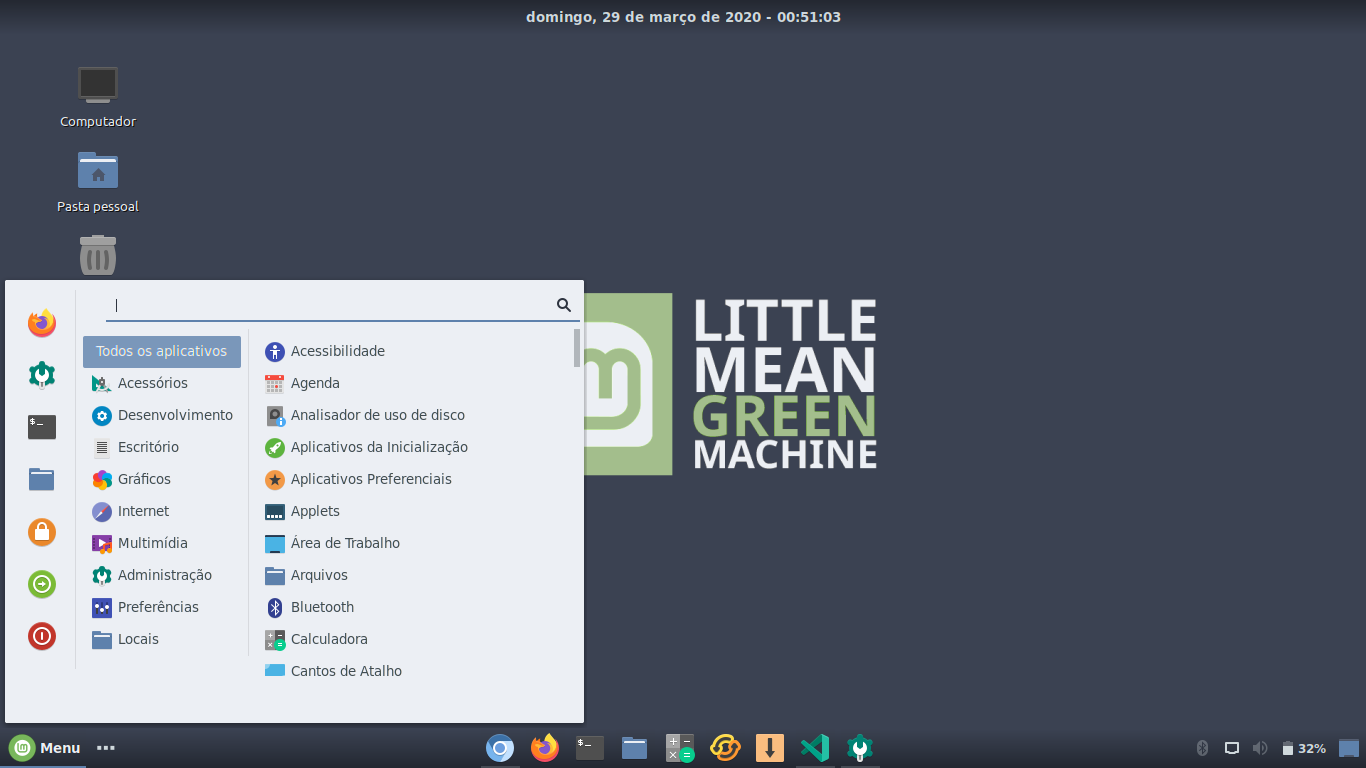 domingo, 29 de março de 2020 - 00:51:03
Computador
Pasta pessoal
LITTLE
MEAN
GREEN
MACHINE
Todos os aplicativos
Acessórios
Desenvolvimento
Escritório
Gráficos
Internet
Multimídia
Administração
Preferências
Locais
Acessibilidade
Agenda
Analisador de uso de disco
Aplicativos da Inicialização
Aplicativos Preferenciais
Applets
Área de Trabalho
Arquivos
Bluetooth
Calculadora
Cantos de Atalho
Menu
32%